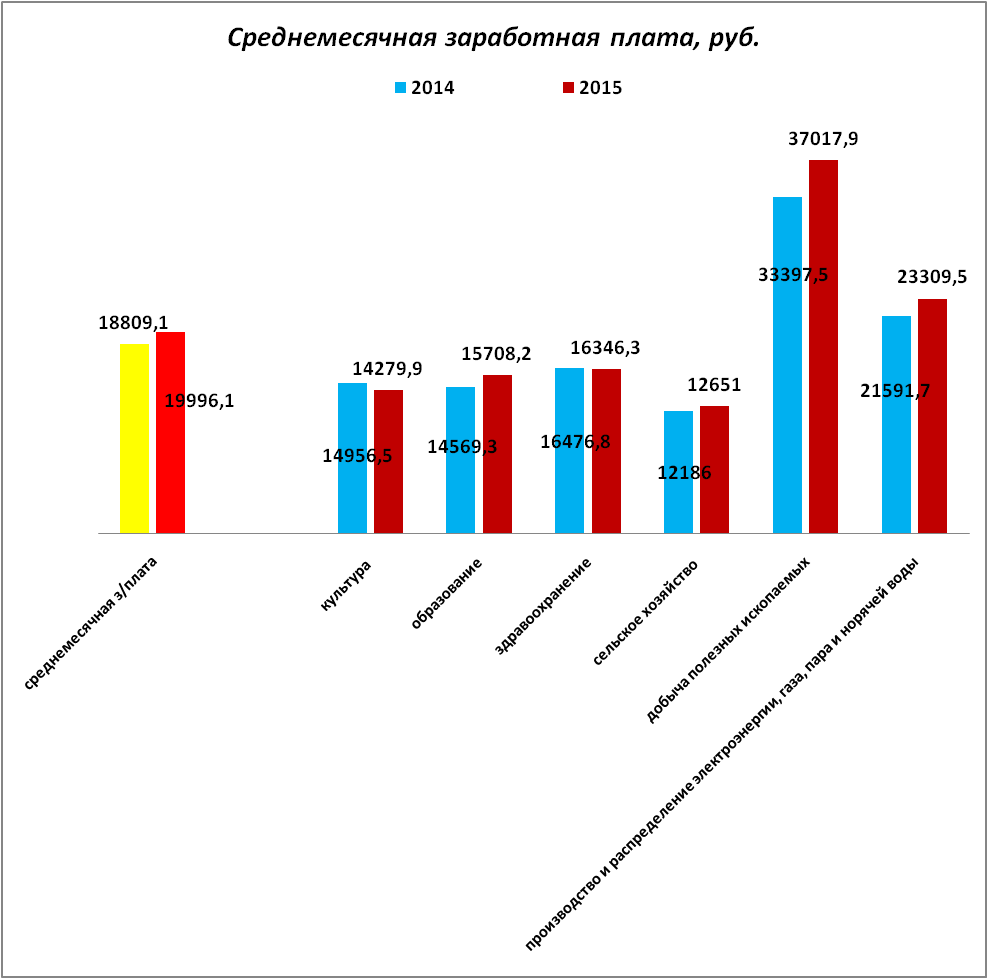 Среднемесячная заработная плата, руб.
2014
2015
18809,1
19996,1
14956,5
14279,9
14569,3
15708,2
16476,8
16346,3
12186
12651
33397,5
37017,9
21591,7
23309,5
среднемесячная з/плата
культура
образование
здравоохранение
сельское хозяйство
добыча полезных ископаемых
производство и распределение электроэнергии, газа, пара и норячей воды